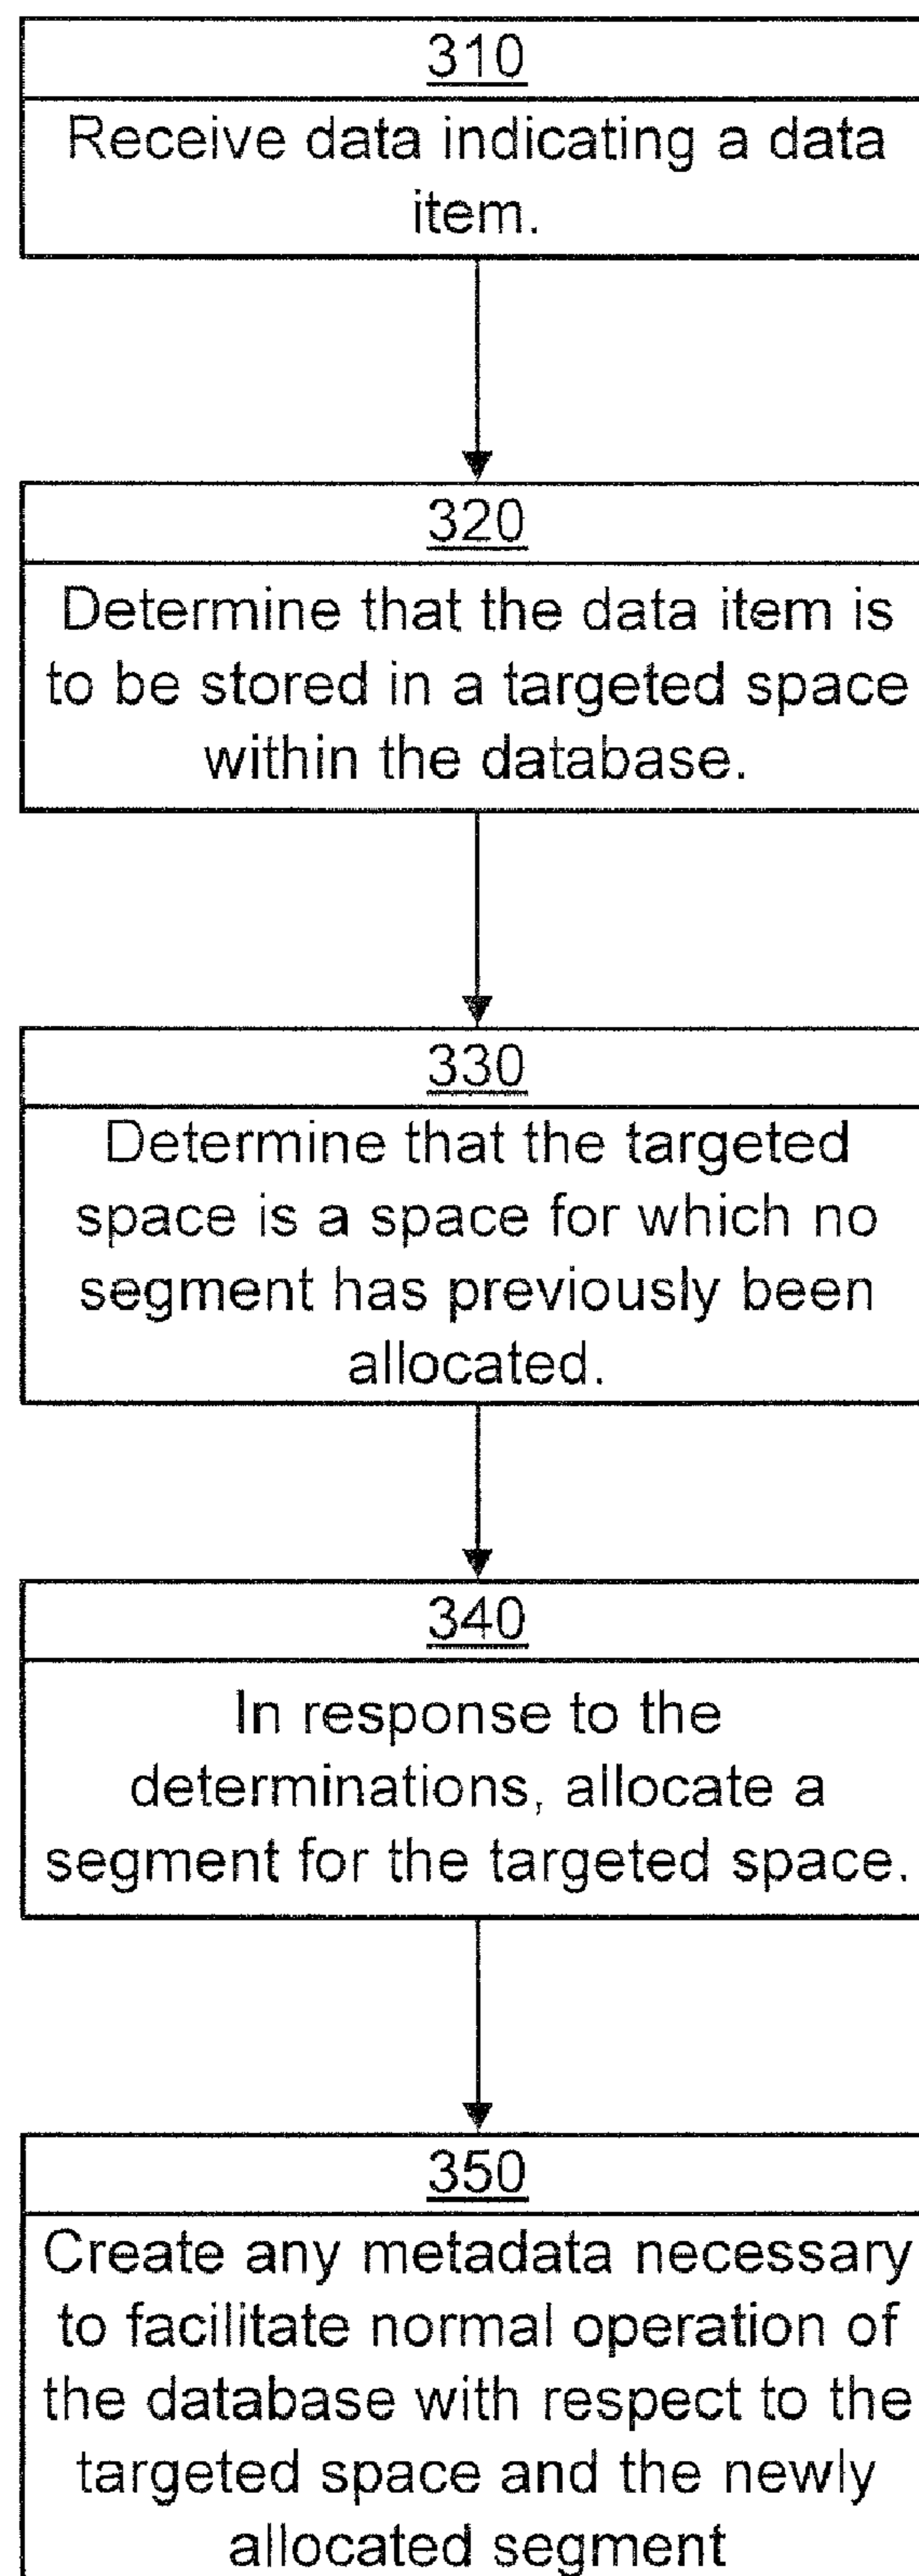 310
Receive data indicating a data
item.
320
Determine that the data item is
to be stored in a targeted space
within the database.
330
Determine that the targeted
space is a space for which no
segment has previously been
allocated.
340
In response to the
determinations, allocate a
segment for the targeted space.
350
Create any metadata necessary
to facilitate normal operation of
the database with respect to the
targeted space and the newly
allocated segment